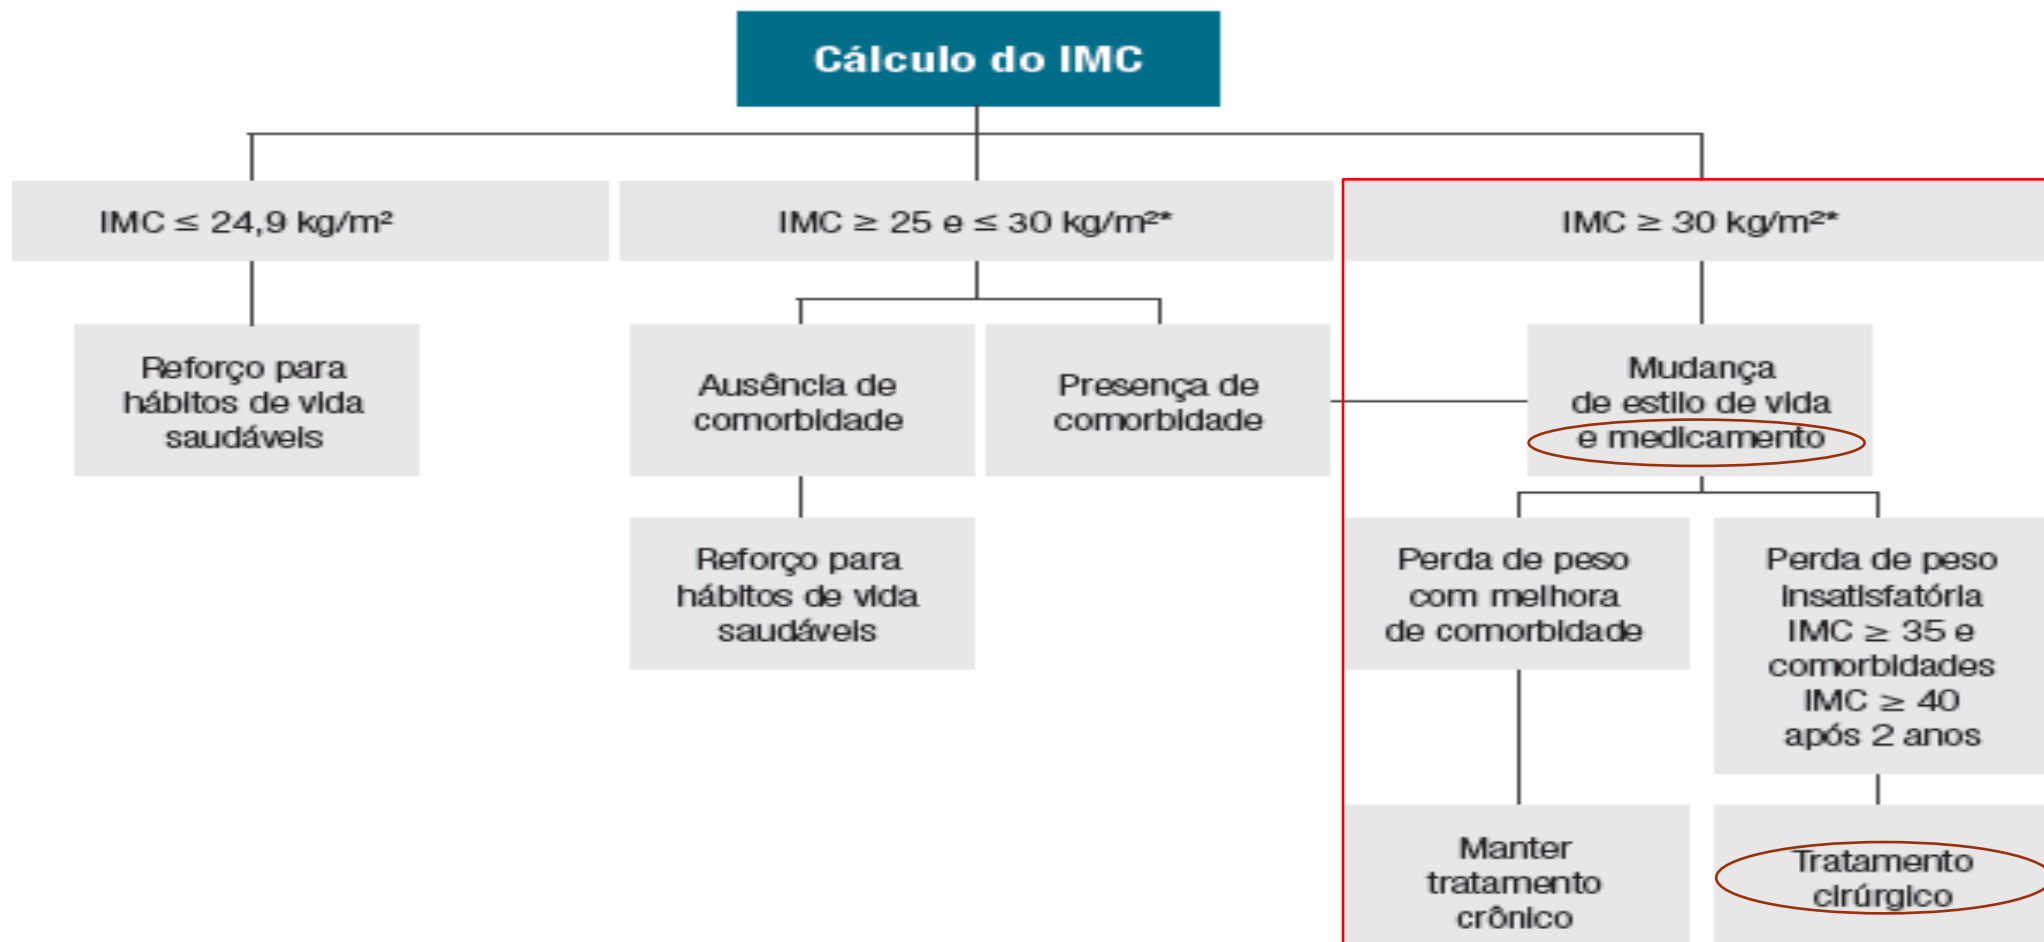 Cálculo do IMC
IMC ≤ 24,9 kg/m²
IMC ≥ 25 e ≤ 30 kg/m²*
IMC ≥ 30 kg/m²*
Reforço para
hábitos de vida
saudáveis
Ausência de
comorbidade
Presença de
comorbidade
Mudança
de estilo de vida
e medicamento
Reforço para
hábitos de vida
saudáveis
Perda de peso
com melhora
de comorbidade
Perda de peso
insatisfatória
IMC ≥ 35 e
comorbidades
IMC ≥ 40
após 2 anos
Manter
tratamento
crônico
Tratamento
cirúrgico